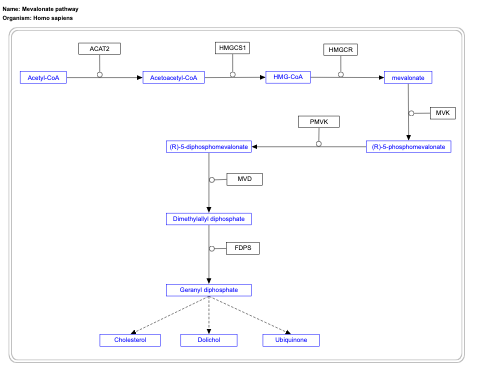 Name: Mevalonate pathway
Organism: Homo sapiens
ACAT2
HMGCS1
HMGCR
Acetyl-CoA
Acetoacetyl-CoA
HMG-CoA
mevalonate
MVK
PMVK
(R)-5-diphosphomevalonate
(R)-5-phosphomevalonate
MVD
Dimethylallyl diphosphate
FDPS
Geranyl diphosphate
Cholesterol
Dolichol
Ubiquinone